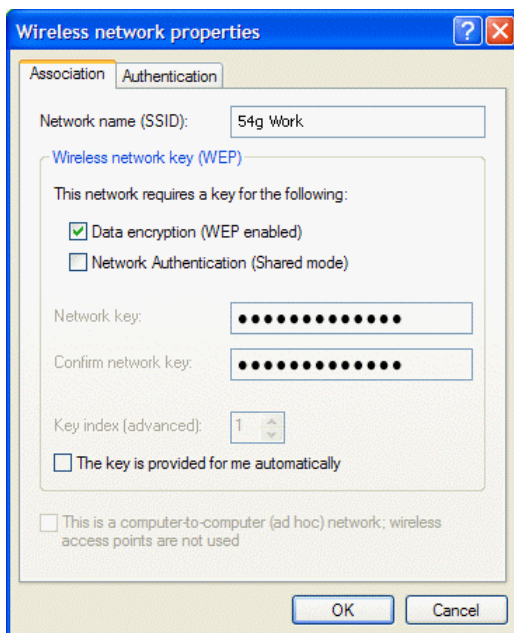 Wireless network properties
?
Association
Authentication
Network name (SSID):
54g Work
Wireless network key (WEP)
This network requires a key for the following:
Data encryption (WEP enabled)
Network Authentication (Shared mode)
Network key:
•••••••••••••
Confirm network key:
•••••••••••••
Key index (advanced):
1
The key is provided for me automatically
This is a computer-to-computer (ad hoc) network; wireless
access points are not used
OK
Cancel